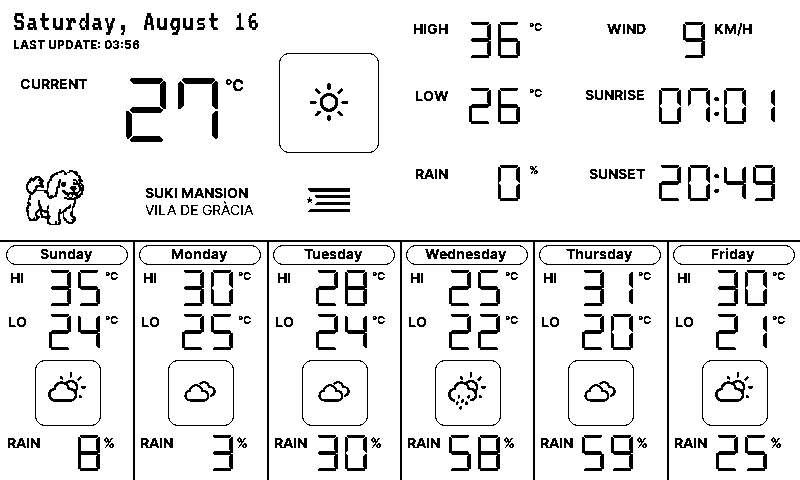 Saturday, August 16
LAST UPDATE: 03:56
CURRENT 27 °C
SUKI MANSION
VILA DE GRÀCIA
HIGH 36 °C
LOW 26 °C
RAIN 0 %
WIND 9 KM/H
SUNRISE 07:01
SUNSET 20:49
Sunday
HI 35 °C
LO 24 °C
RAIN 8 %
Monday
HI 30 °C
LO 25 °C
RAIN 3 %
Tuesday
HI 28 °C
LO 24 °C
RAIN 30 %
Wednesday
HI 25 °C
LO 22 °C
RAIN 58 %
Thursday
HI 31 °C
LO 20 °C
RAIN 59 %
Friday
HI 30 °C
LO 21 °C
RAIN 25 %